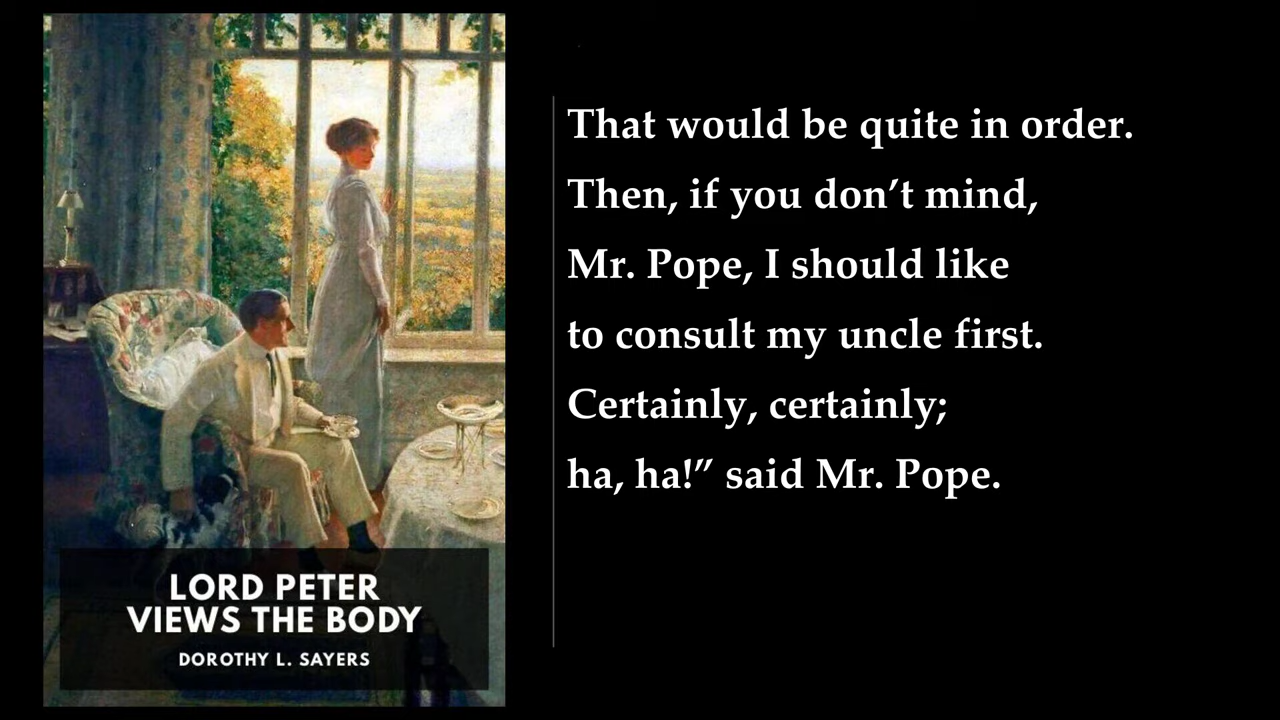 That would be quite in order.
Then, if you don’t mind,
Mr. Pope, I should like
to consult my uncle first.
Certainly, certainly;
ha, ha!” said Mr. Pope.
LORD PETER
VIEWS THE BODY
DOROTHY L. SAYERS